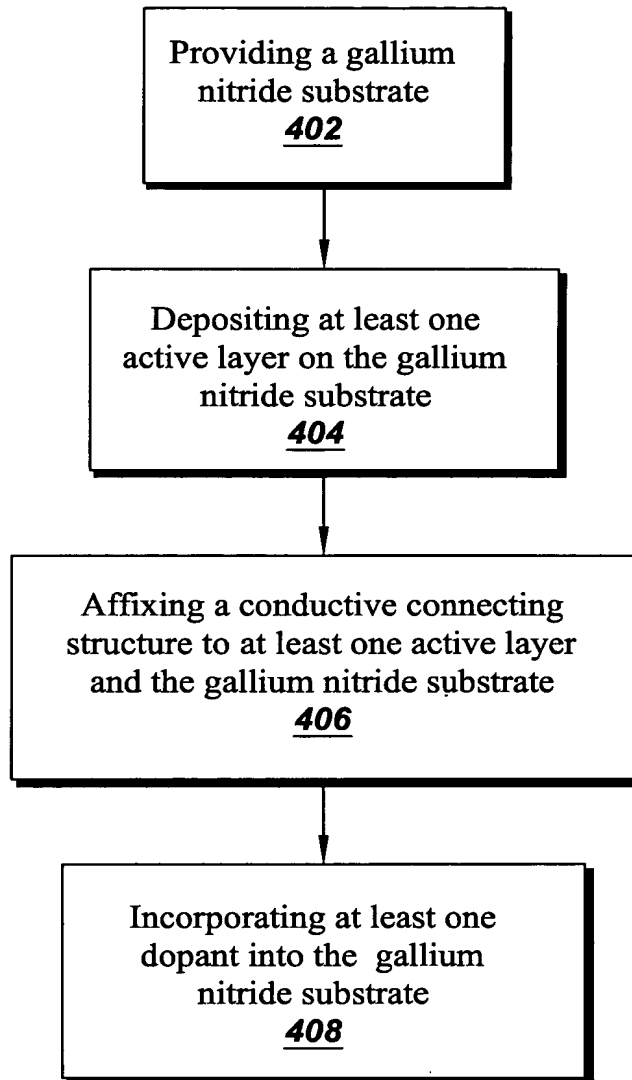 Providing a gallium
nitride substrate
402
Depositing at least one
active layer on the gallium
nitride substrate
404
Affixing a conductive connecting
structure to at least one active layer
and the gallium nitride substrate
406
Incorporating at least one
dopant into the gallium
nitride substrate
408